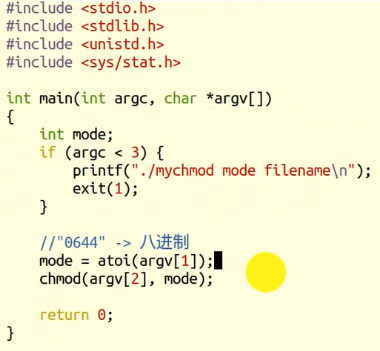 #include <stdio.h>
#include <stdlib.h>
#include <unistd.h>
#include <sys/stat.h>
int main(int argc, char *argv[])
{
int mode;
if (argc < 3) {
printf("./mychmod mode filename\n");
exit(1);
}
//"0644" -> 八进制
mode = atoi(argv[1]);
chmod(argv[2], mode);
return 0;
}